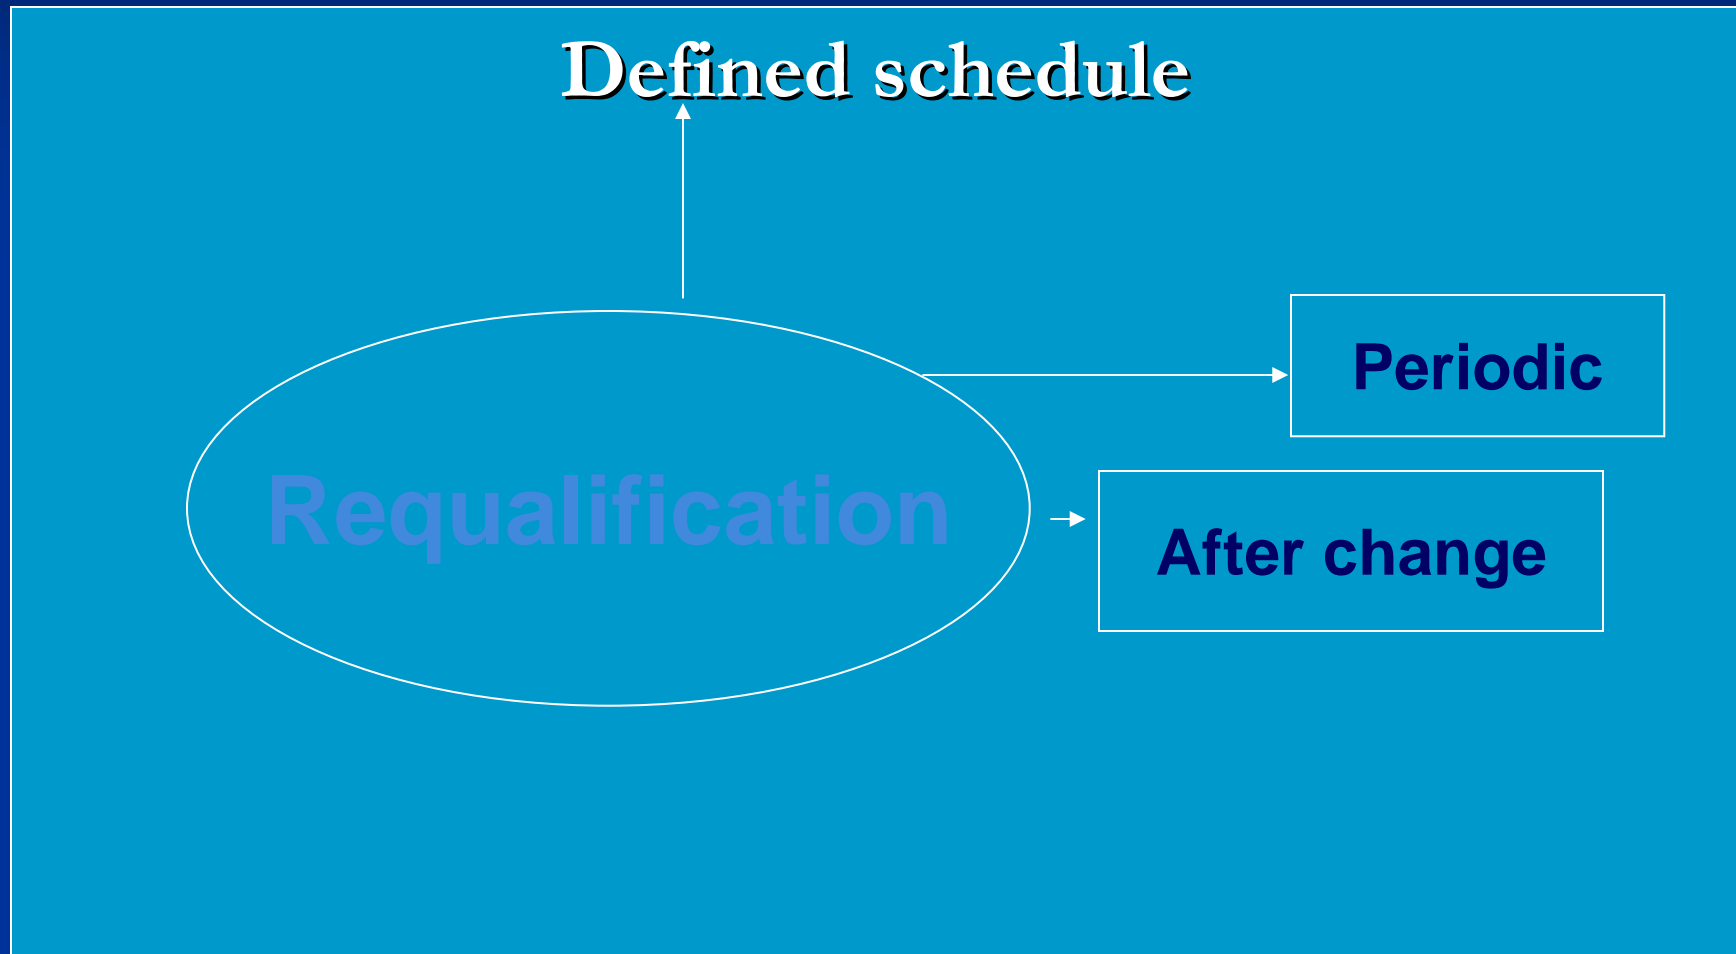 Defined schedule
Periodic
Requalification
After change